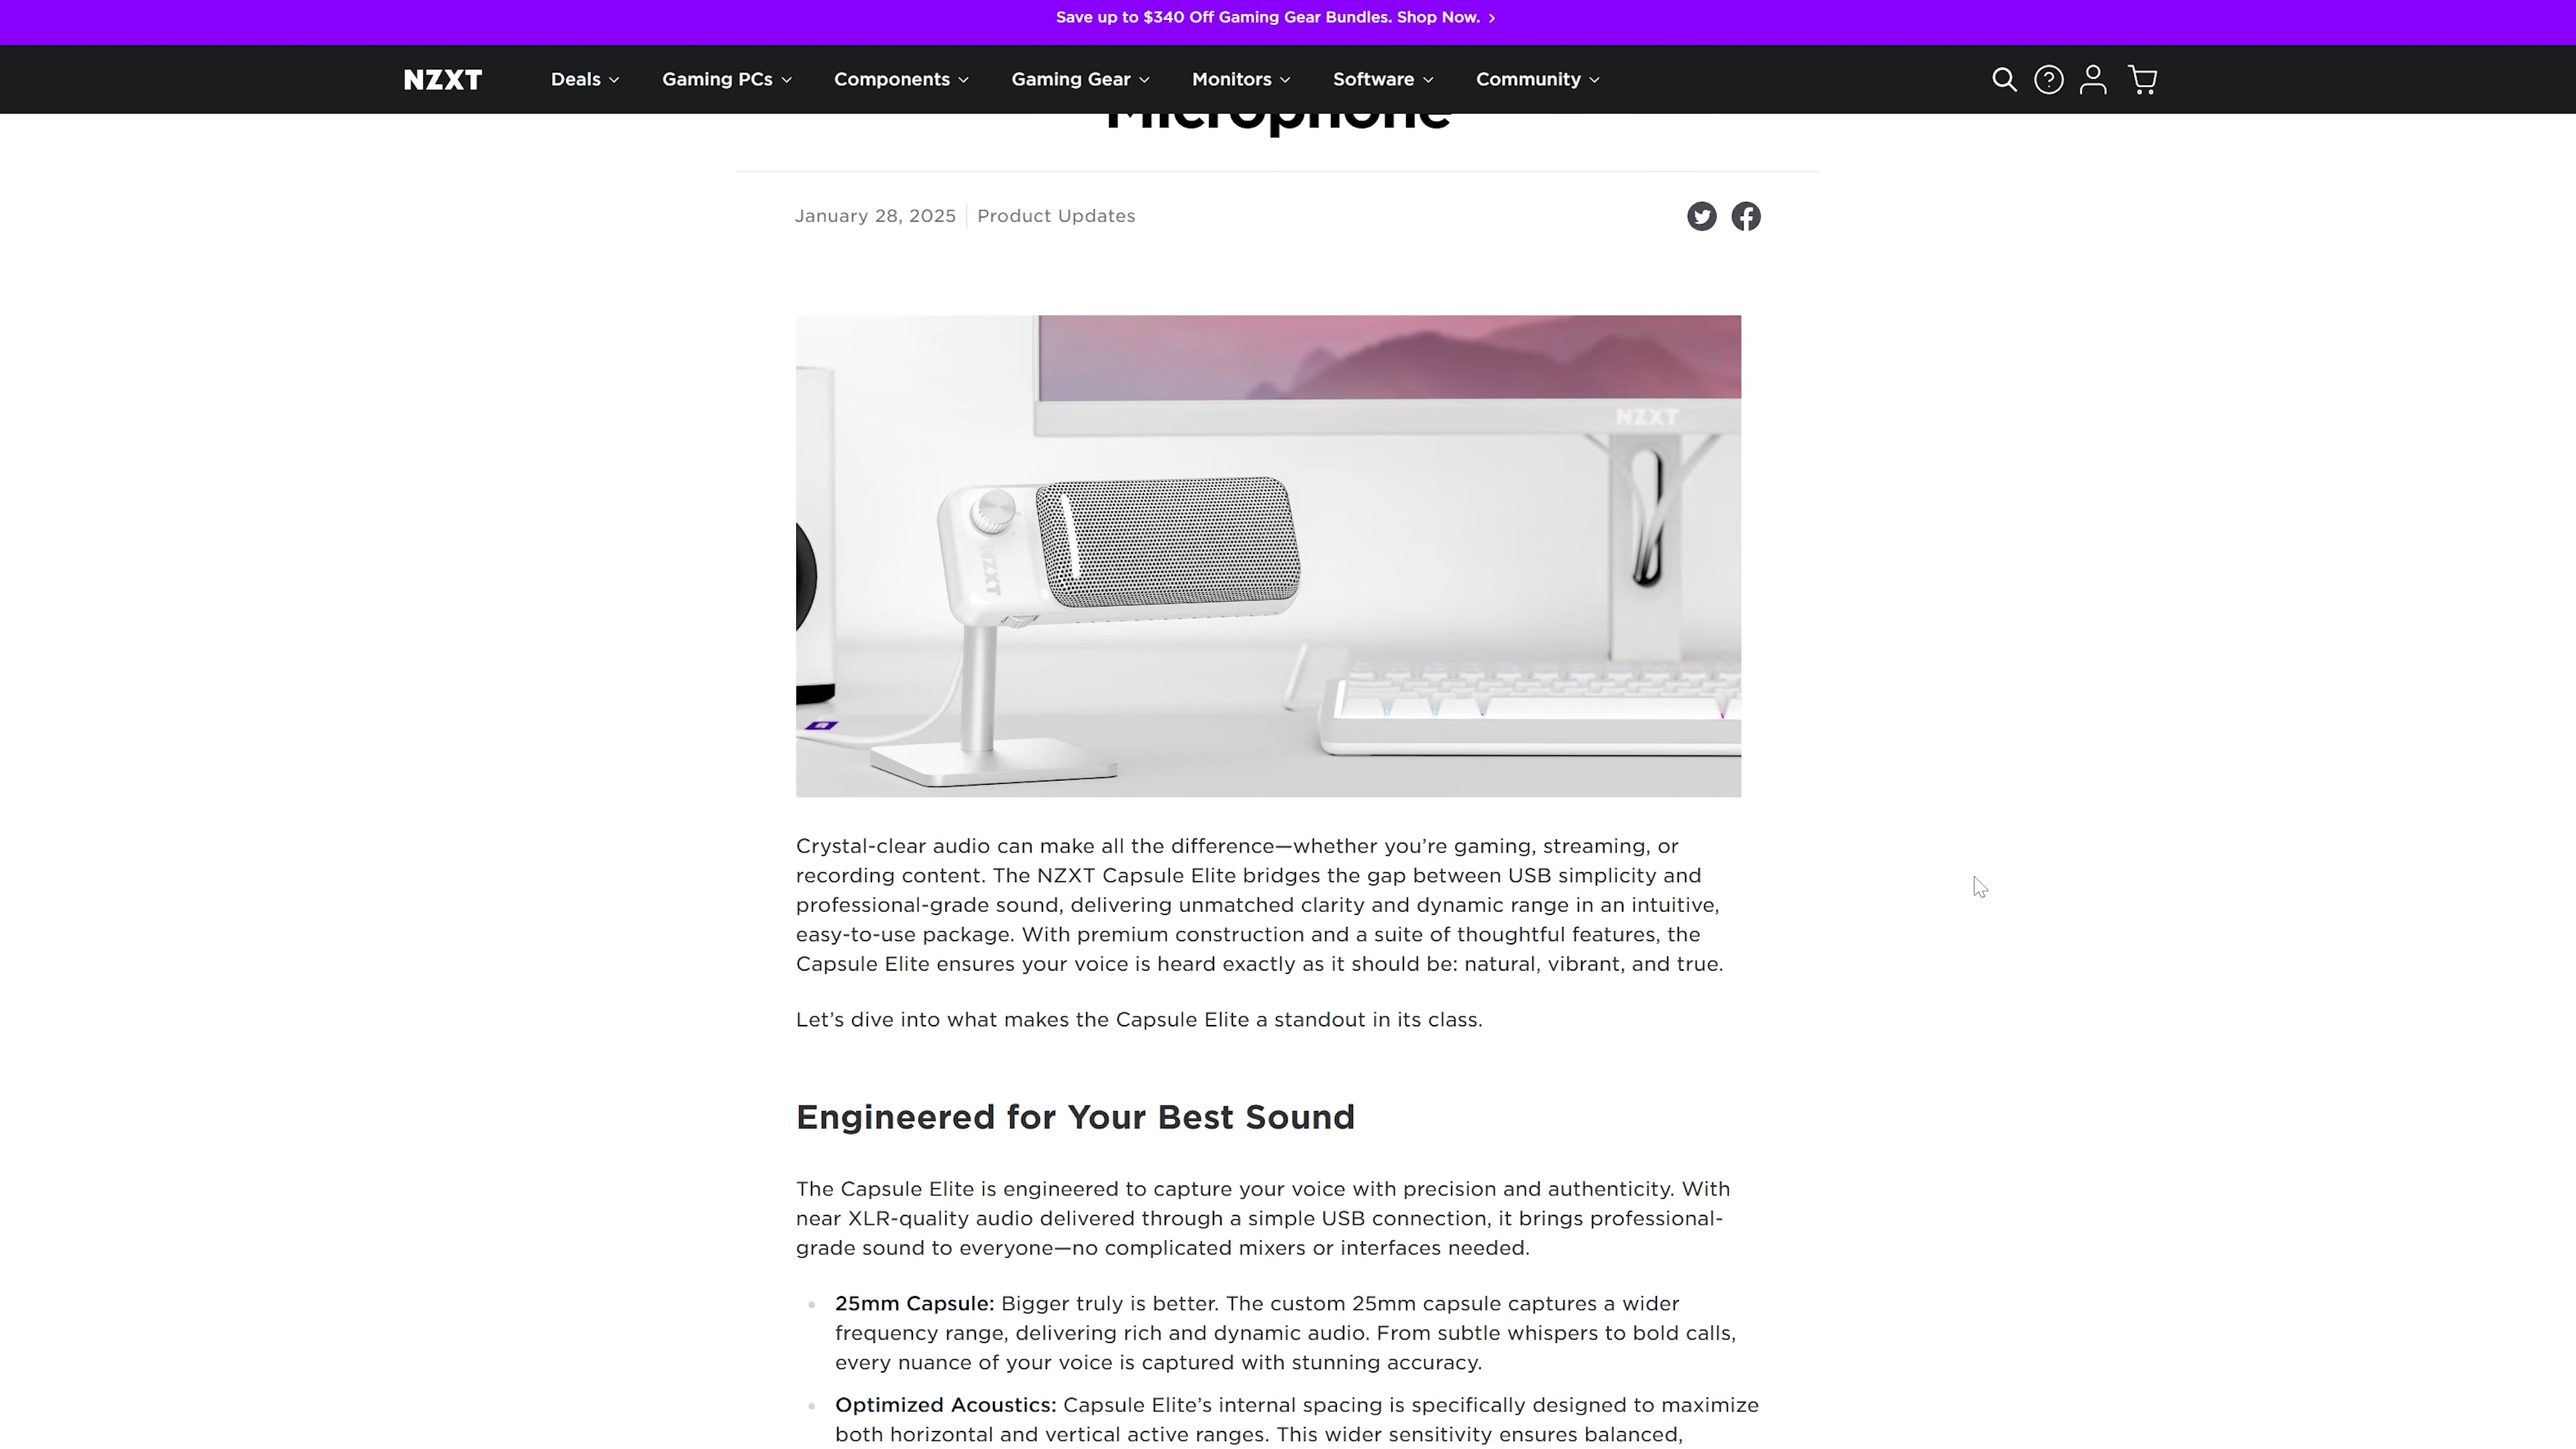 Save up to $340 Off Gaming Gear Bundles. Shop Now.
NZXT Deals Gaming PCs Components Gaming Gear Monitors Software Community
Microphone
January 28, 2025 Product Updates
NZXT
NZXT
Crystal-clear audio can make all the difference—whether you’re gaming, streaming, or
recording content. The NZXT Capsule Elite bridges the gap between USB simplicity and
professional-grade sound, delivering unmatched clarity and dynamic range in an intuitive,
easy-to-use package. With premium construction and a suite of thoughtful features, the
Capsule Elite ensures your voice is heard exactly as it should be: natural, vibrant, and true.
Let’s dive into what makes the Capsule Elite a standout in its class.
Engineered for Your Best Sound
The Capsule Elite is engineered to capture your voice with precision and authenticity. With
near XLR-quality audio delivered through a simple USB connection, it brings professional-
grade sound to everyone—no complicated mixers or interfaces needed.
25mm Capsule: Bigger truly is better. The custom 25mm capsule captures a wider
frequency range, delivering rich and dynamic audio. From subtle whispers to bold calls,
every nuance of your voice is captured with stunning accuracy.
Optimized Acoustics: Capsule Elite’s internal spacing is specifically designed to maximize
both horizontal and vertical active ranges. This wider sensitivity ensures balanced,